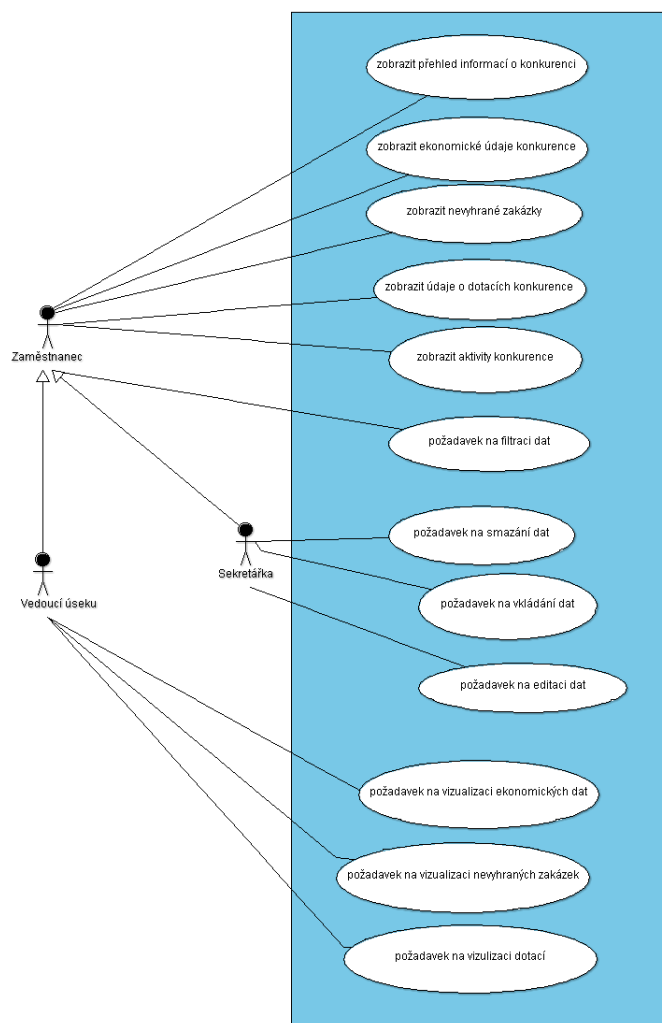 zobrazit přehled informací o konkurenci
zobrazit ekonomické údaje konkurence
zobrazit nevyhrané zakázky
zobrazit údaje o dotacích konkurence
Zaměstnanec
zobrazit aktivity konkurence
požadavek na filtraci dat
požadavek na smazání dat
Sekretářka
Vedoucí úseku
požadavek na vkládání dat
požadavek na editaci dat
požadavek na vizualizaci ekonomických dat
požadavek na vizualizaci nevyhraných zakázek
požadavek na vizulizaci dotací